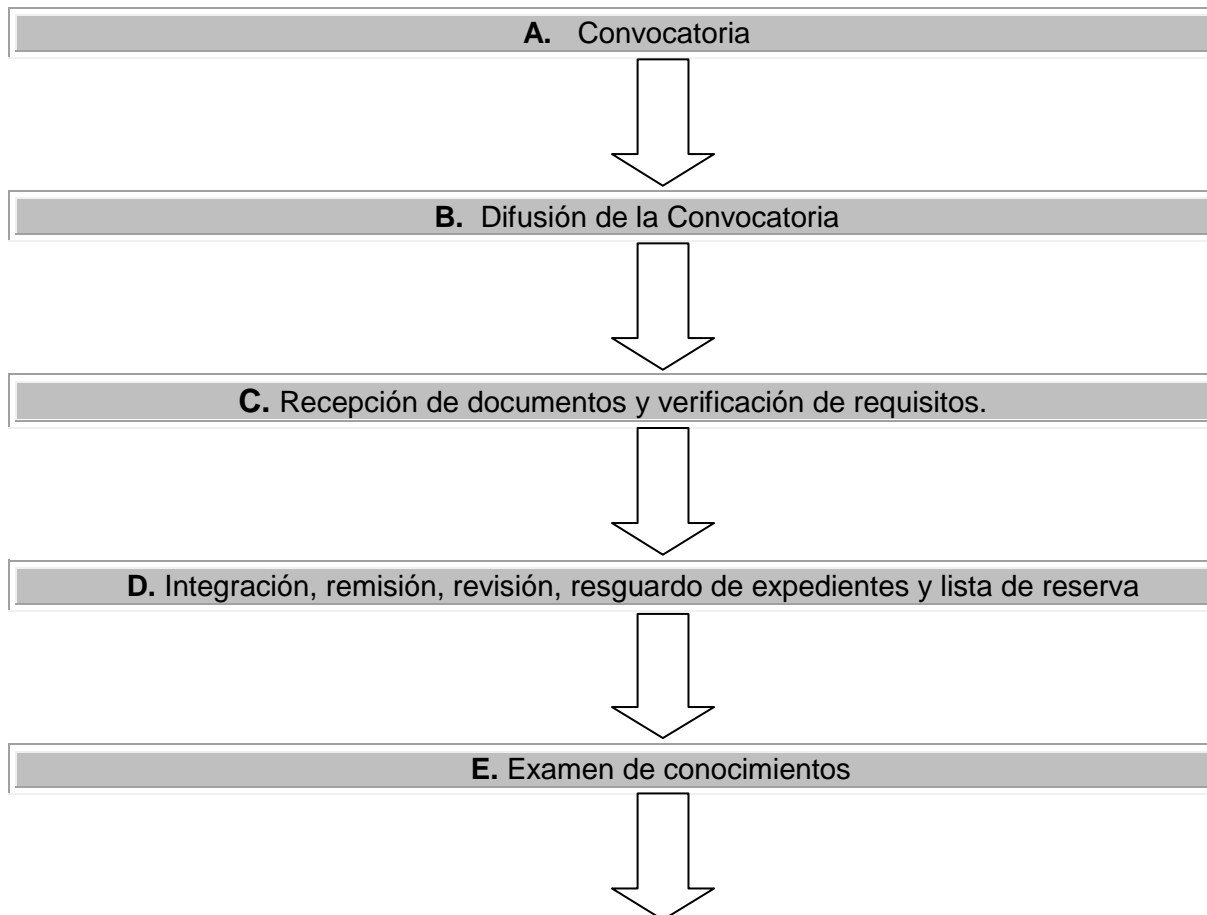 A. Convocatoria
B. Difusión de la Convocatoria
C. Recepción de documentos y verificación de requisitos.
D. Integración, remisión, revisión, resguardo de expedientes y lista de reserva
E. Examen de conocimientos